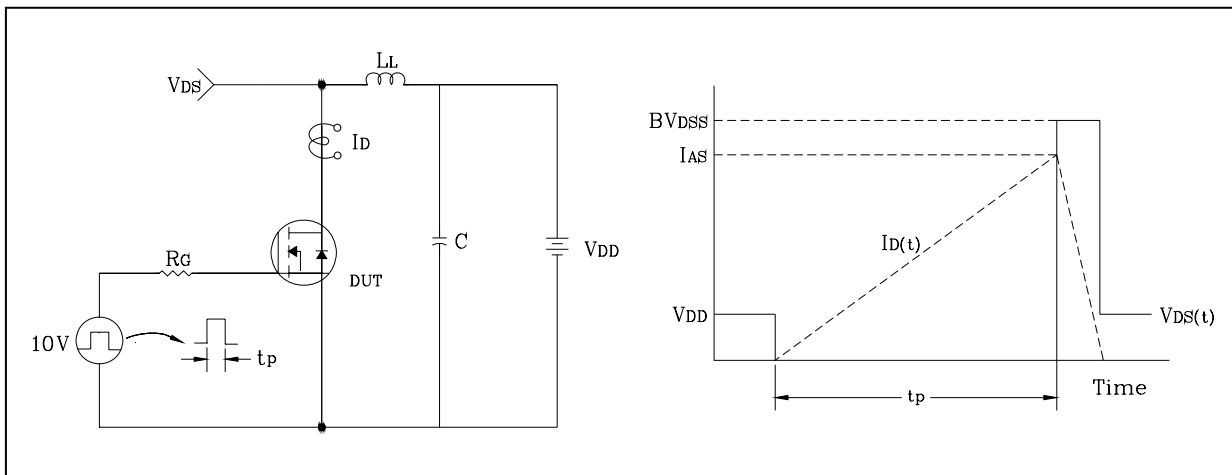 LL
VDS
ID
RG
DUT
C
VDD
10V
tp
BVDSS
IAS
ID(t)
VDD
VDS(t)
Time
tp